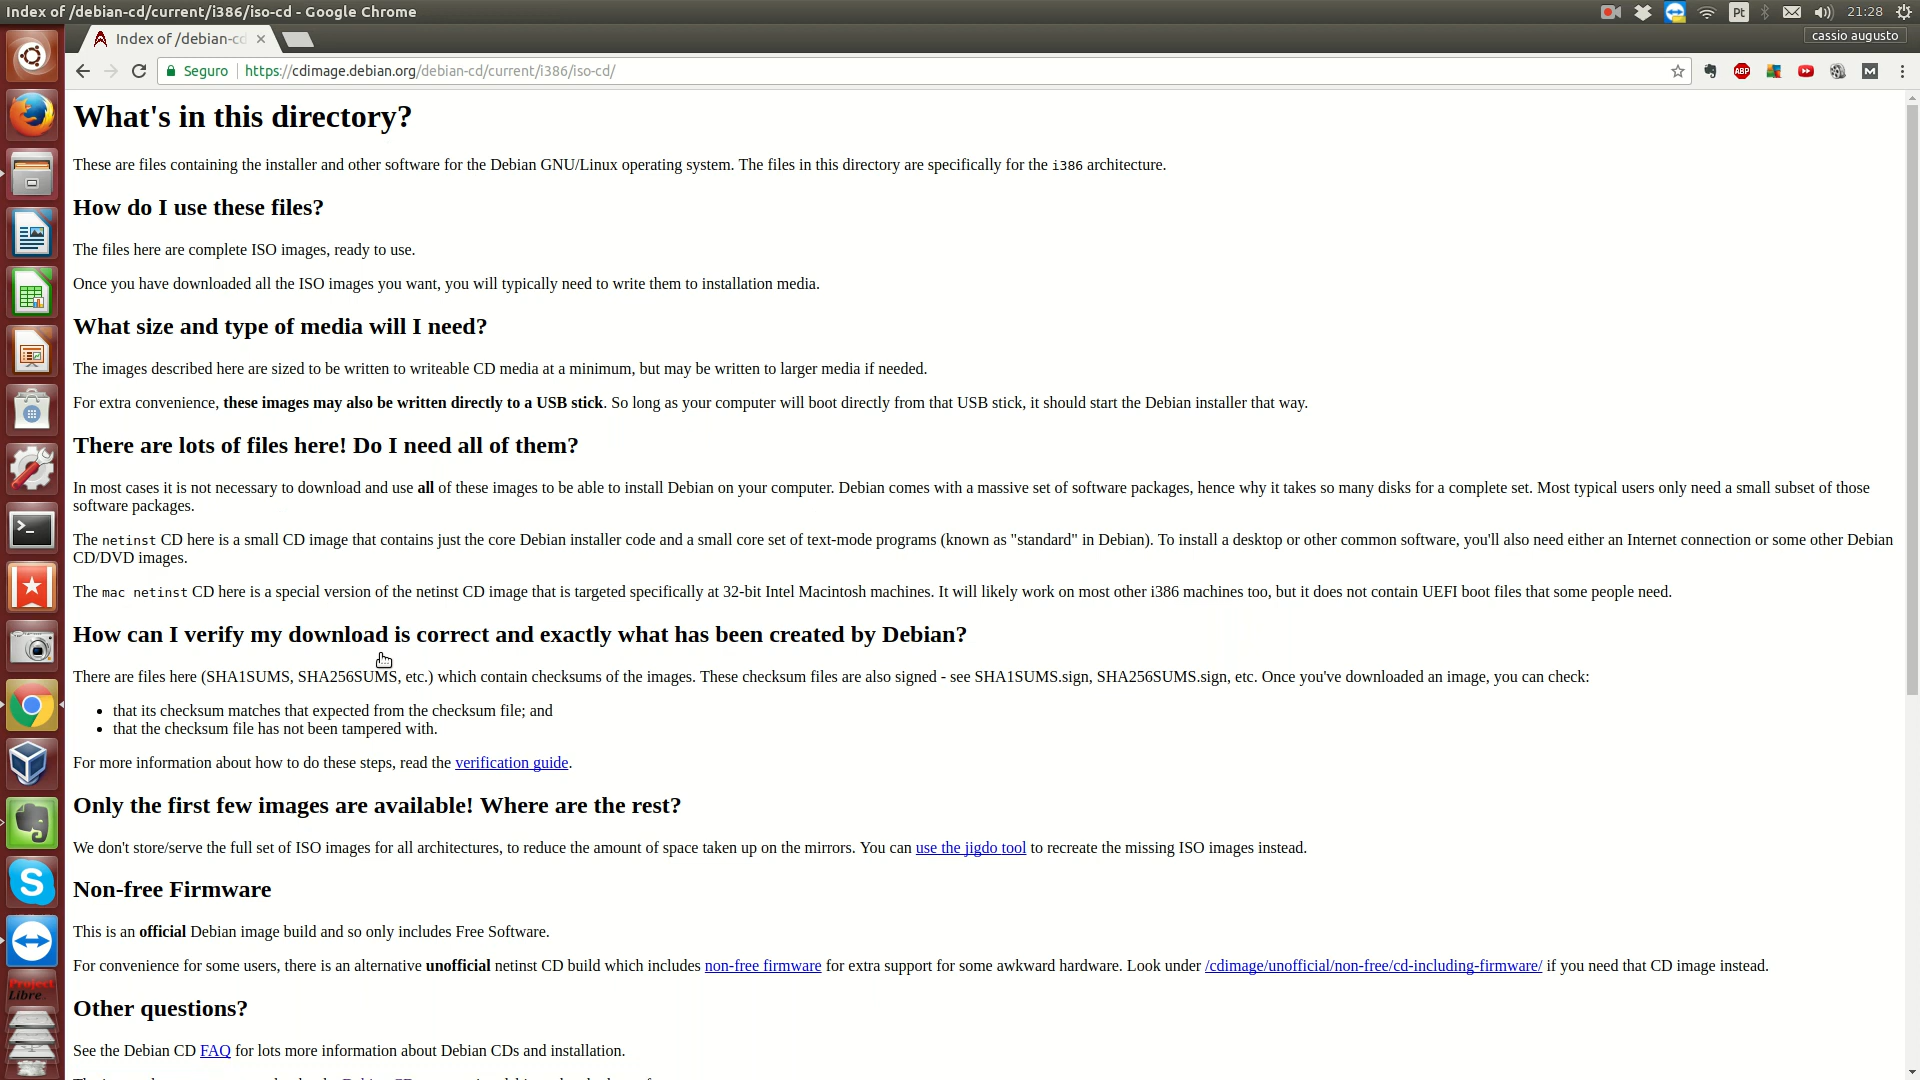 Index of /debian-cd/current/i386/iso-cd - Google Chrome
Pt
21:28
Index of /debian-cd
cassio augusto
Seguro
https://cdimage.debian.org/debian-cd/current/i386/iso-cd/
ABP
M
What's in this directory?
These are files containing the installer and other software for the Debian GNU/Linux operating system. The files in this directory are specifically for the i386 architecture.
How do I use these files?
The files here are complete ISO images, ready to use.
Once you have downloaded all the ISO images you want, you will typically need to write them to installation media.
What size and type of media will I need?
The images described here are sized to be written to writeable CD media at a minimum, but may be written to larger media if needed.
For extra convenience, these images may also be written directly to a USB stick. So long as your computer will boot directly from that USB stick, it should start the Debian installer that way.
There are lots of files here! Do I need all of them?
In most cases it is not necessary to download and use all of these images to be able to install Debian on your computer. Debian comes with a massive set of software packages, hence why it takes so many disks for a complete set. Most typical users only need a small subset of those
software packages.
The netinst CD here is a small CD image that contains just the core Debian installer code and a small core set of text-mode programs (known as "standard" in Debian). To install a desktop or other common software, you'll also need either an Internet connection or some other Debian
CD/DVD images.
The mac netinst CD here is a special version of the netinst CD image that is targeted specifically at 32-bit Intel Macintosh machines. It will likely work on most other i386 machines too, but it does not contain UEFI boot files that some people need.
How can I verify my download is correct and exactly what has been created by Debian?
There are files here (SHA1SUMS, SHA256SUMS, etc.) which contain checksums of the images. These checksum files are also signed - see SHA1SUMS.sign, SHA256SUMS.sign, etc. Once you've downloaded an image, you can check:
that its checksum matches that expected from the checksum file; and
that the checksum file has not been tampered with.
For more information about how to do these steps, read the verification guide.
Only the first few images are available! Where are the rest?
We don't store/serve the full set of ISO images for all architectures, to reduce the amount of space taken up on the mirrors. You can use the jigdo tool to recreate the missing ISO images instead.
Non-free Firmware
This is an official Debian image build and so only includes Free Software.
For convenience for some users, there is an alternative unofficial netinst CD build which includes non-free firmware for extra support for some awkward hardware. Look under /cdimage/unofficial/non-free/cd-including-firmware/ if you need that CD image instead.
Project
Libre
Other questions?
See the Debian CD FAQ for lots more information about Debian CDs and installation.